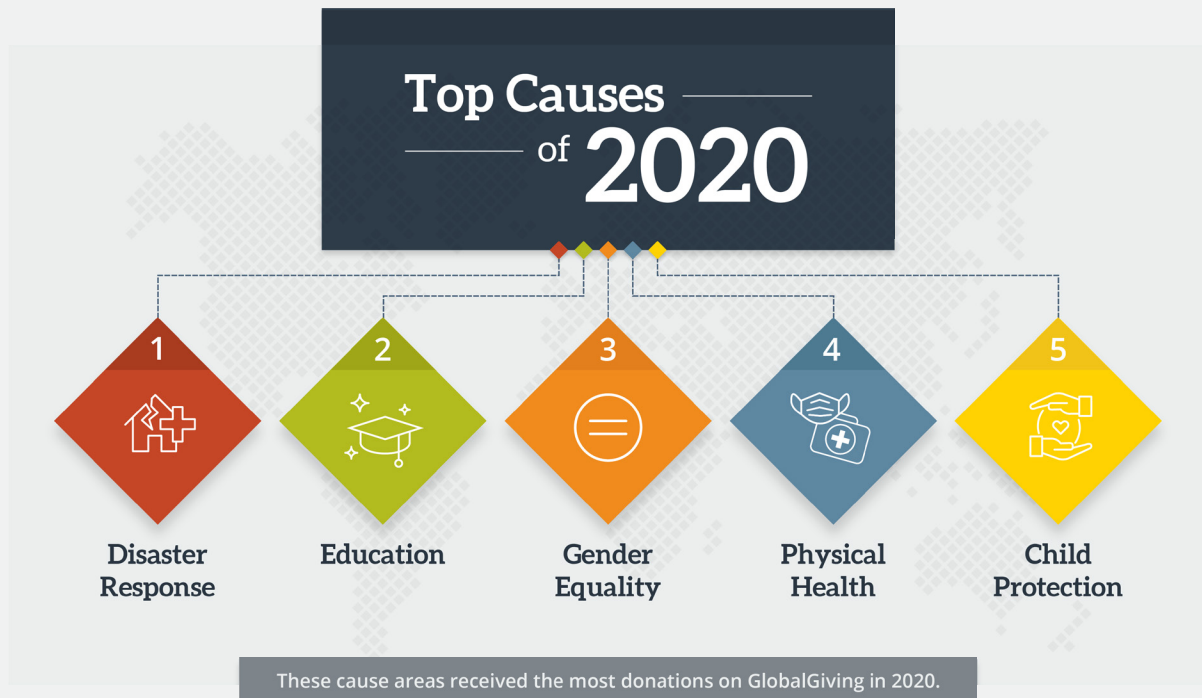 Top Causes
of 2020
1
2
3
4
5
Disaster
Response
Education
Gender
Equality
Physical
Health
Child
Protection
These cause areas received the most donations on GlobalGiving in 2020.